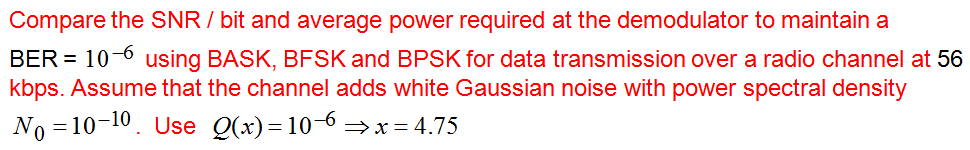 Compare the SNR / bit and average power required at the demodulator to maintain a
BER = 10⁻⁶ using BASK, BFSK and BPSK for data transmission over a radio channel at 56
kbps. Assume that the channel adds white Gaussian noise with power spectral density
N₀ = 10⁻¹⁰. Use Q(x) = 10⁻⁶ ⇒ x = 4.75